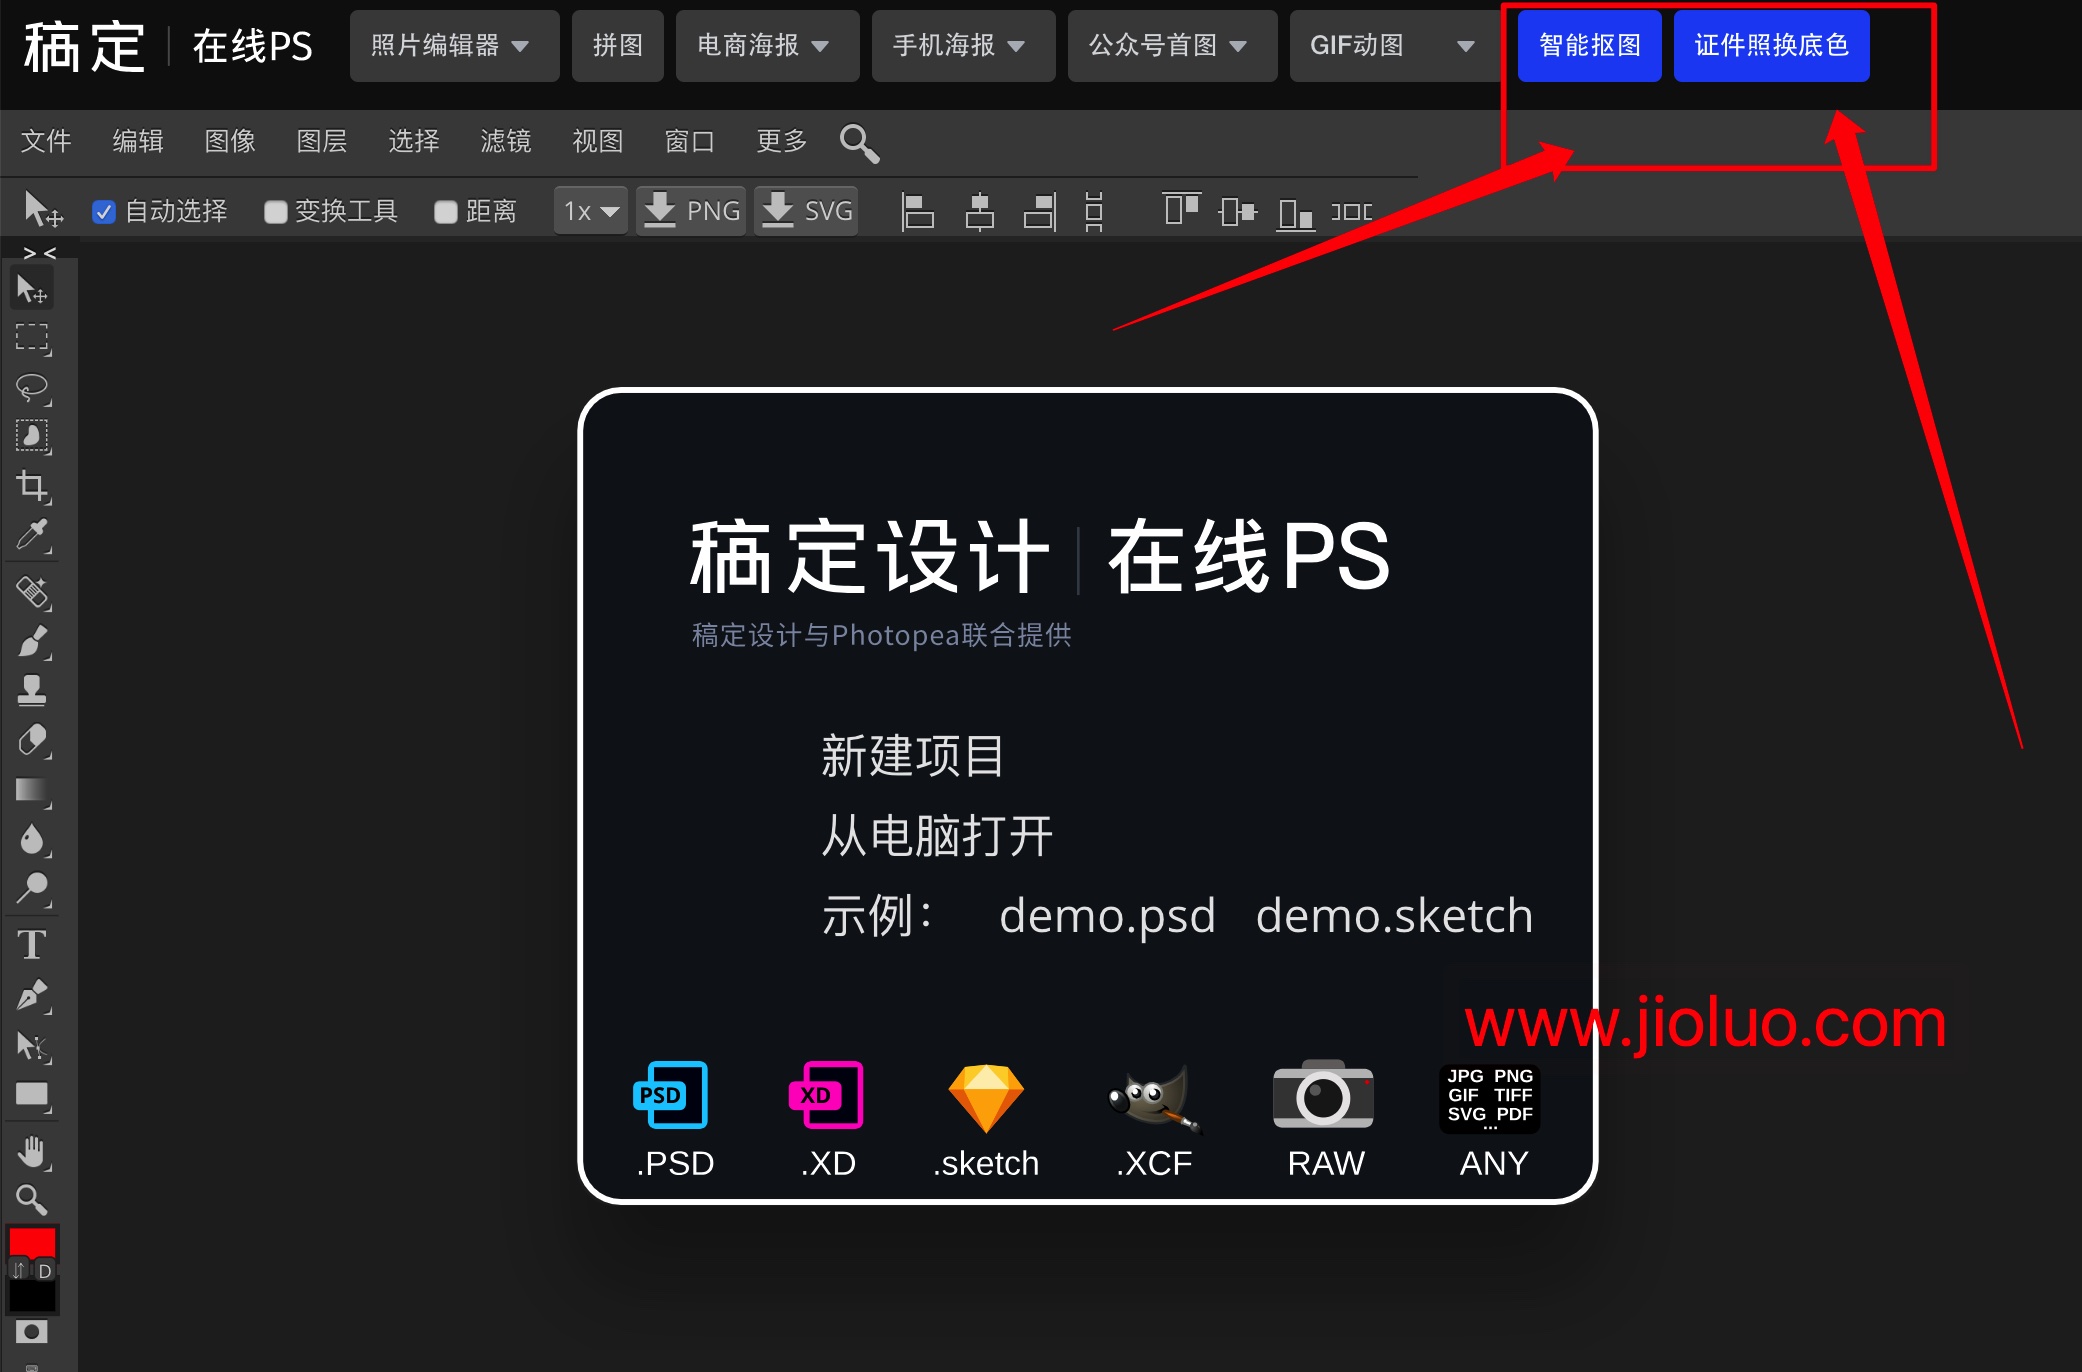 稿定 在线PS 照片编辑器 拼图 电商海报 手机海报 公众号首图 GIF动图 智能抠图 证件照换底色
文件 编辑 图像 图层 选择 滤镜 视图 窗口 更多
自动选择 变换工具 距离 1x PNG SVG
> <
稿定设计 在线PS
稿定设计与Photopea联合提供
新建项目
从电脑打开
示例： demo.psd demo.sketch
T
www.jioluo.com
PSD XD
JPG PNG
GIF TIFF
SVG PDF
...
.PSD .XD .sketch .XCF RAW ANY
D